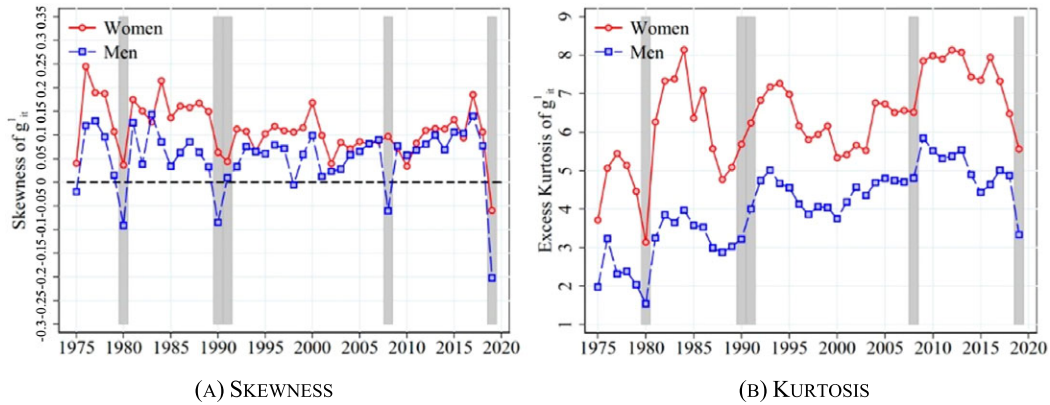 Skewness of g¹ᵢₜ
-0.3-0.25-0.2-0.15-0.1-0.05 0 0.05 0.1 0.15 0.2 0.25 0.3 0.35
Women
Men
1975 1980 1985 1990 1995 2000 2005 2010 2015 2020
(A) SKEWNESS
Excess Kurtosis of g¹ᵢₜ
9
8
7
6
5
4
3
2
1
Women
Men
1975 1980 1985 1990 1995 2000 2005 2010 2015 2020
(B) KURTOSIS